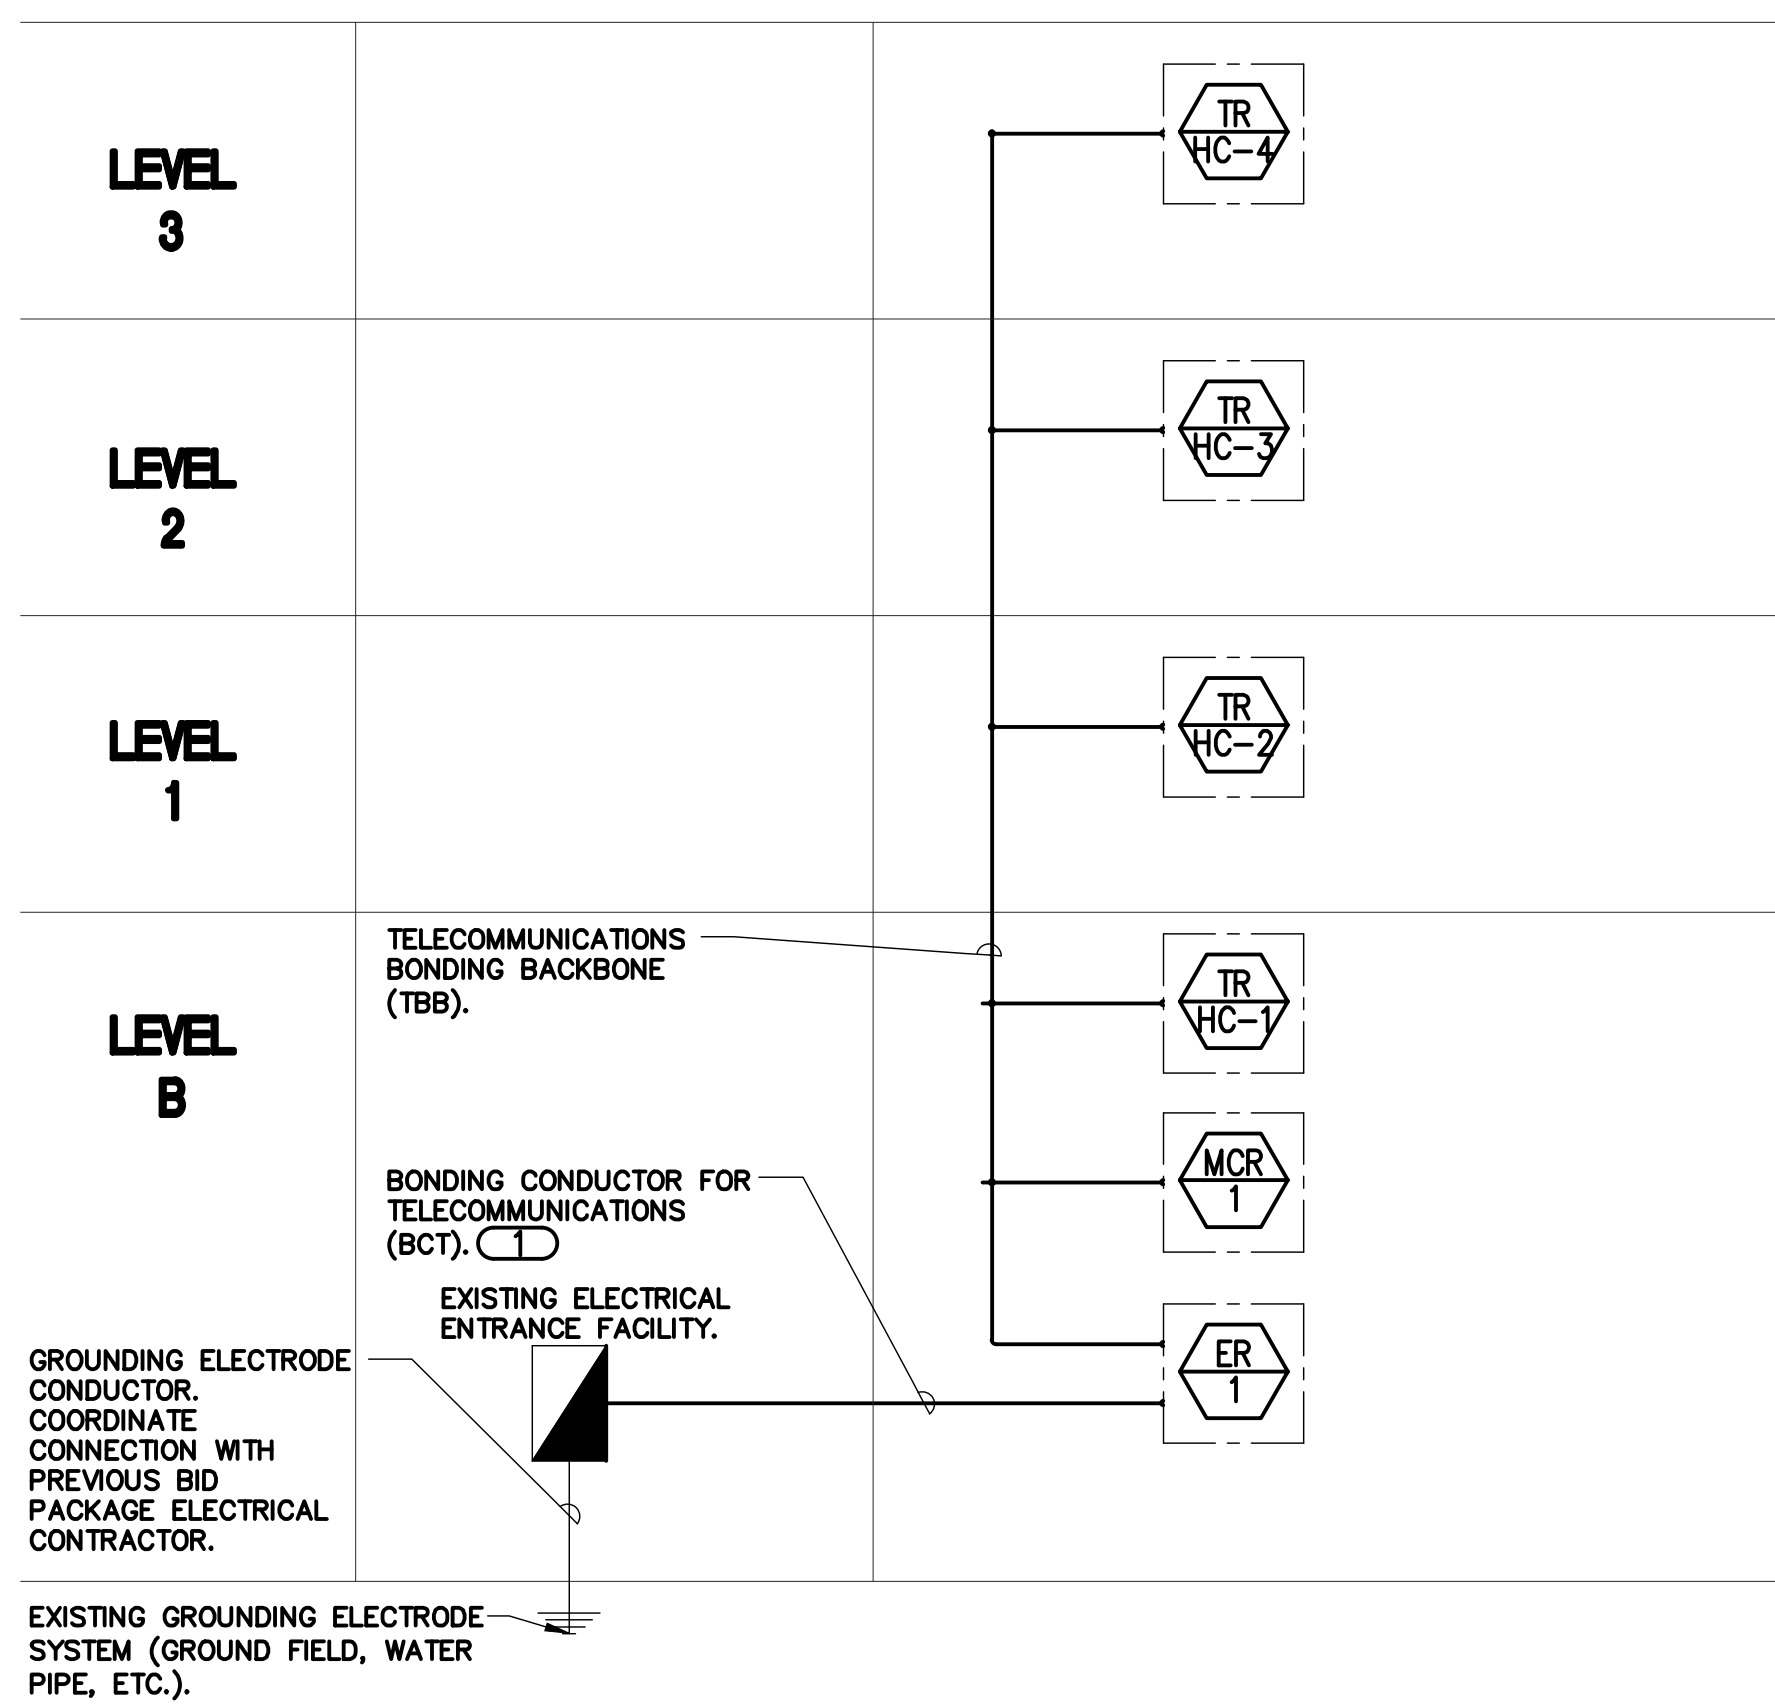 LEVEL
3
TR
HC-4
LEVEL
2
TR
HC-3
LEVEL
1
TR
HC-2
LEVEL
B
TELECOMMUNICATIONS
BONDING BACKBONE
(TBB).
TR
HC-1
MCR
1
BONDING CONDUCTOR FOR
TELECOMMUNICATIONS
(BCT). 1
EXISTING ELECTRICAL
ENTRANCE FACILITY.
ER
1
GROUNDING ELECTRODE
CONDUCTOR.
COORDINATE
CONNECTION WITH
PREVIOUS BID
PACKAGE ELECTRICAL
CONTRACTOR.
EXISTING GROUNDING ELECTRODE
SYSTEM (GROUND FIELD, WATER
PIPE, ETC.).